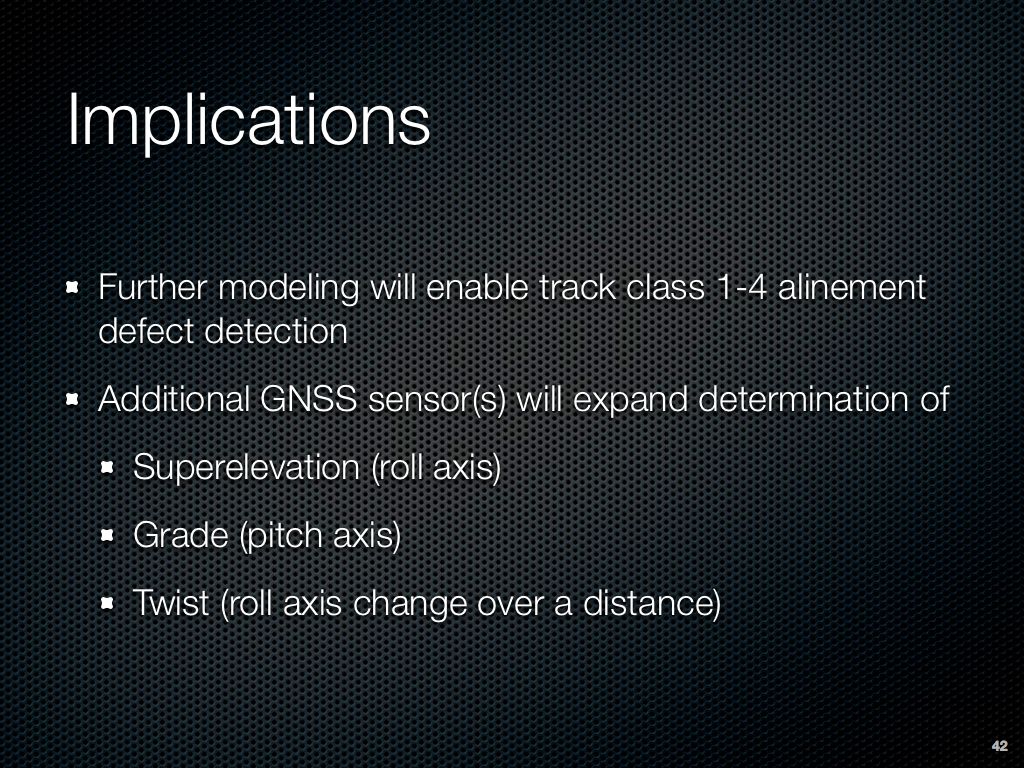 Implications
Further modeling will enable track class 1-4 alinement
defect detection
Additional GNSS sensor(s) will expand determination of
Superelevation (roll axis)
Grade (pitch axis)
Twist (roll axis change over a distance)
42